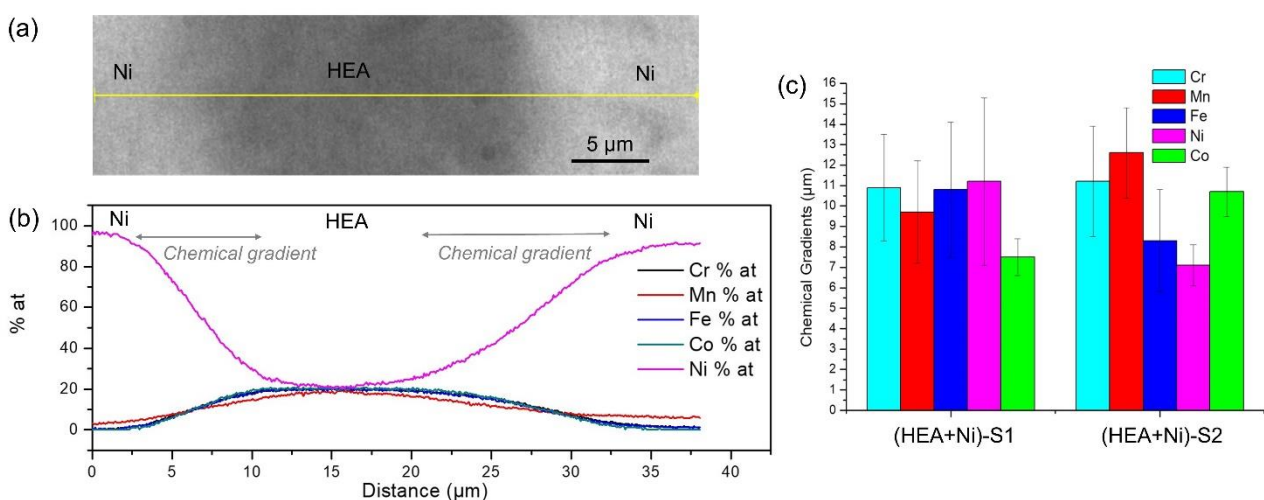 (a)
Ni HEA Ni
5 µm
(b)
Ni HEA Ni
Chemical gradient Chemical gradient
100
80
60
40
20
0
% at
Cr % at
Mn % at
Fe % at
Co % at
Ni % at
0 5 10 15 20 25 30 35 40
Distance (µm)
(c)
Cr
Mn
Fe
Ni
Co
16
15
14
13
12
11
10
9
8
7
6
5
4
3
2
1
0
Chemical Gradients (µm)
(HEA+Ni)-S1 (HEA+Ni)-S2